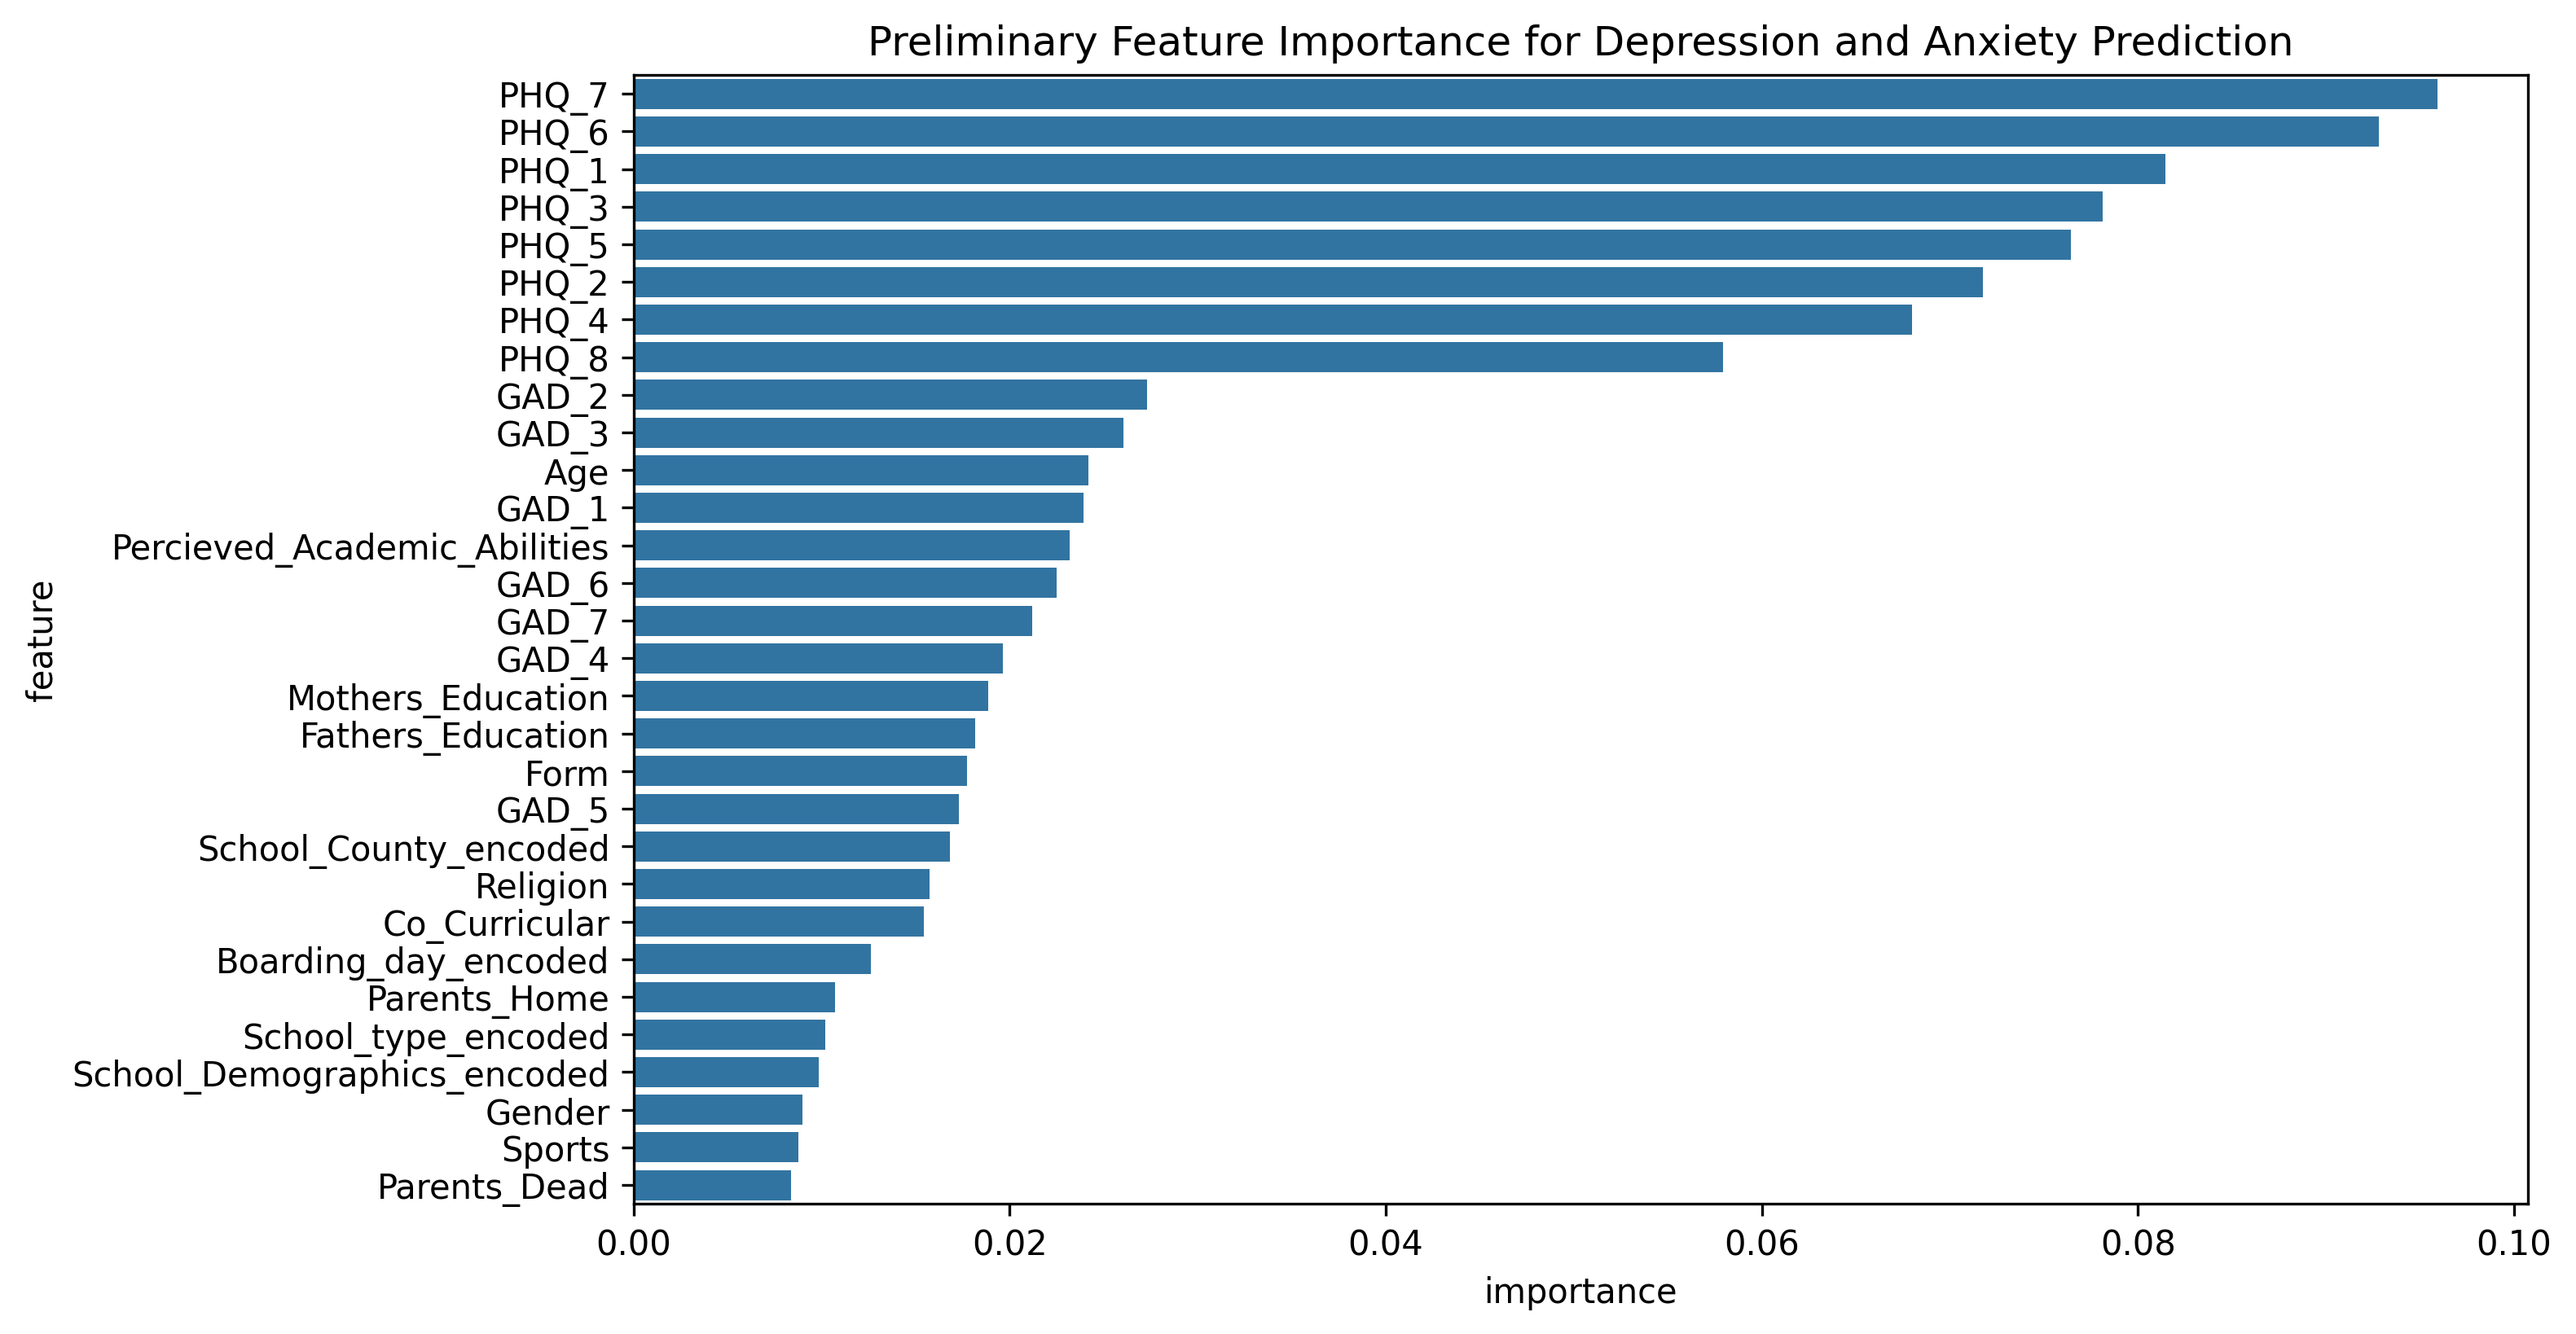 Preliminary Feature Importance for Depression and Anxiety Prediction
PHQ_7
PHQ_6
PHQ_1
PHQ_3
PHQ_5
PHQ_2
PHQ_4
PHQ_8
GAD_2
GAD_3
Age
GAD_1
Percieved_Academic_Abilities
GAD_6
GAD_7
GAD_4
Mothers_Education
Fathers_Education
Form
GAD_5
School_County_encoded
Religion
Co_Curricular
Boarding_day_encoded
Parents_Home
School_type_encoded
School_Demographics_encoded
Gender
Sports
Parents_Dead
feature
0.00 0.02 0.04 0.06 0.08 0.10
importance